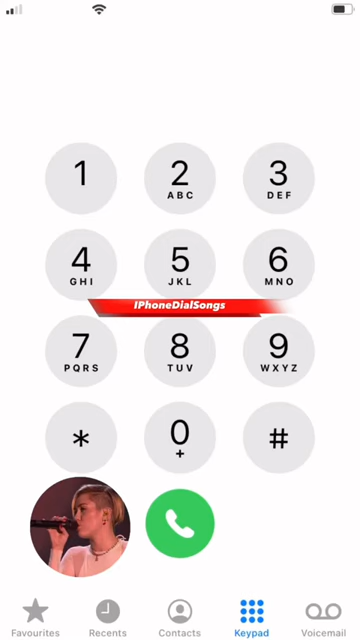 1
2
ABC
3
DEF
4
GHI
5
JKL
6
MNO
IPhoneDialSongs
7
PQRS
8
TUV
9
WXYZ
*
0
+
#
Favourites
Recents
Contacts
Keypad
Voicemail